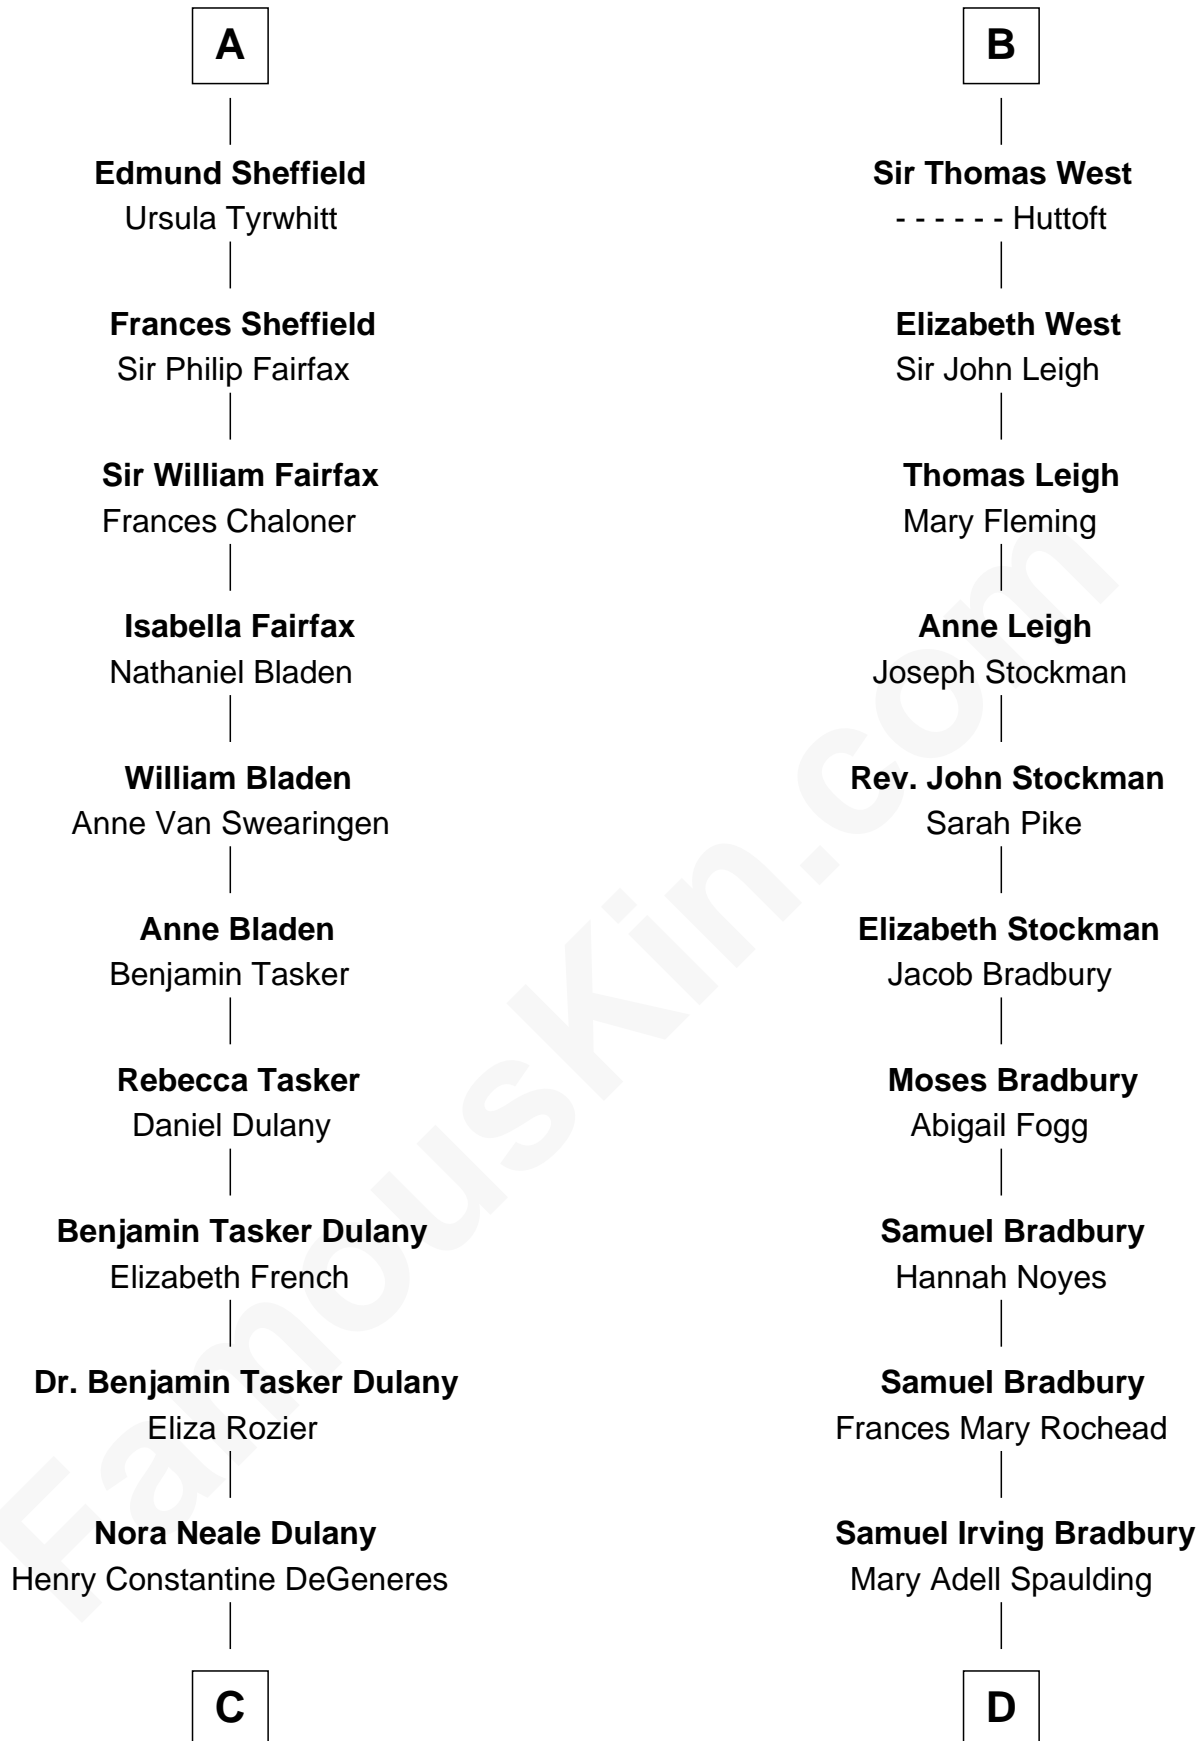 A
Edmund Sheffield
Ursula Tyrwhitt
Frances Sheffield
Sir Philip Fairfax
Sir William Fairfax
Frances Chaloner
Isabella Fairfax
Nathaniel Bladen
William Bladen
Anne Van Swearingen
Anne Bladen
Benjamin Tasker
Rebecca Tasker
Daniel Dulany
Benjamin Tasker Dulany
Elizabeth French
Dr. Benjamin Tasker Dulany
Eliza Rozier
Nora Neale Dulany
Henry Constantine DeGeneres
C
B
Sir Thomas West
- - - - - - Huttoft
Elizabeth West
Sir John Leigh
Thomas Leigh
Mary Fleming
Anne Leigh
Joseph Stockman
Rev. John Stockman
Sarah Pike
Elizabeth Stockman
Jacob Bradbury
Moses Bradbury
Abigail Fogg
Samuel Bradbury
Hannah Noyes
Samuel Bradbury
Frances Mary Rochead
Samuel Irving Bradbury
Mary Adell Spaulding
D
FamousKin.com